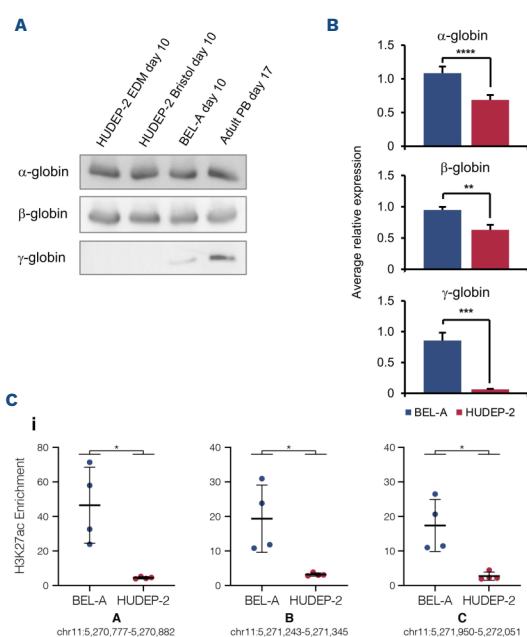 A
HUDEP-2 EDM day 10
HUDEP-2 Bristol day 10
BEL-A day 10
Adult PB day 17
α-globin
β-globin
γ-globin
B
Average relative expression
α-globin
****
1.5
1.0
0.5
0
β-globin
**
1.5
1.0
0.5
0
γ-globin
***
1.5
1.0
0.5
0
BEL-A HUDEP-2
C
i
H3K27ac Enrichment
80
60
40
20
0
*
BEL-A HUDEP-2
A
chr11:5,270,777-5,270,882
40
30
20
10
0
*
BEL-A HUDEP-2
B
chr11:5,271,243-5,271,345
40
30
20
10
0
*
BEL-A HUDEP-2
C
chr11:5,271,950-5,272,051